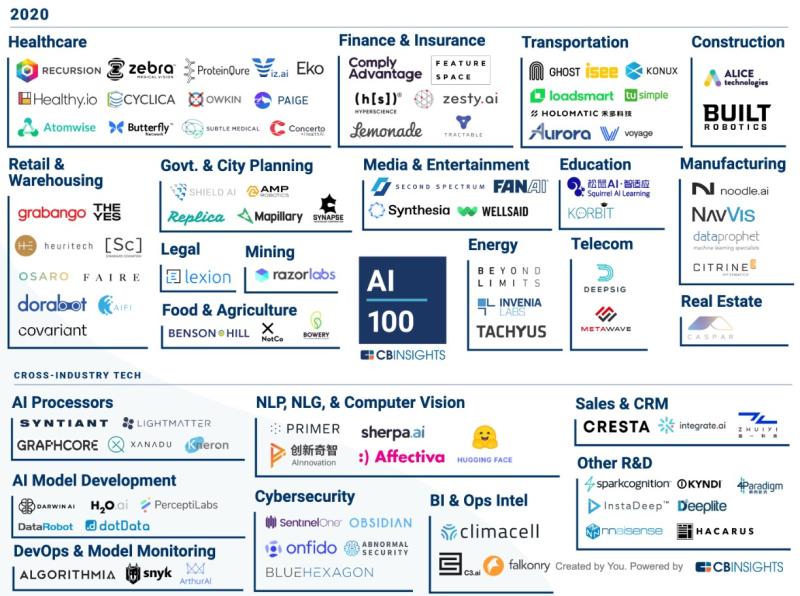 2020
Healthcare
RECURSION zebra MEDICAL VISION ProteinQure Viz.ai Eko
Healthy.io CYCLICA OWKIN PAIGE
Atomwise Butterfly Network SUBTLE MEDICAL Concerto HealthAI
Finance & Insurance
Comply Advantage FEATURE SPACE
(h[s])® HYPERSCIENCE zesty.ai
Lemonade TRACTABLE
Transportation
GHOST isee KONUX
loadsmart tu simple
HOLOMATIC 禾多科技
Aurora voyage
Construction
ALICE technologies
BUILT ROBOTICS
Retail & Warehousing
grabango THE YES
HE heuritech [Sc] STANDARD COGNITION
OSARO FAIRE
dorabot AIFI
covariant
Govt. & City Planning
SHIELD AI AMP ROBOTICS
Replica Mapillary SYNAPSE
Legal
lexion
Mining
razorlabs
Food & Agriculture
BENSON HILL NotCo BOWERY
Media & Entertainment
SECOND SPECTRUM FANAI
Synthesia WELLSAID
Education
松鼠AI·智适应 Squirrel AI Learning
KORBIT
Manufacturing
noodle.ai
NAVVIS
dataprophet
machine learning specialists
CITRINE INFORMATICS
AI 100
CBINSIGHTS
Energy
BEYOND LIMITS
INVENIA LABS
TACHYUS
Telecom
DEEPSIG
METAWAVE
Real Estate
CASPAR
CROSS-INDUSTRY TECH
AI Processors
SYNTIANT LIGHTMATTER
GRAPHCORE XANADU Kneron
AI Model Development
DARWINAI H2O.ai PerceptiLabs
DataRobot dotData
DevOps & Model Monitoring
ALGORITHMIA snyk ArthurAI
NLP, NLG, & Computer Vision
PRIMER sherpa.ai
创新奇智 AInnovation :) Affectiva HUGGING FACE
Cybersecurity
SentinelOne OBSIDIAN
onfido ABNORMAL SECURITY
BLUEHEXAGON
BI & Ops Intel
climacell
C3.ai falkonry
Sales & CRM
CRESTA integrate.ai ZHUIYI
Other R&D
sparkcognition KYNDI 4Paradigm
InstaDeep™ Deeplite
nnaisense HACARUS
Created by You. Powered by CBINSIGHTS